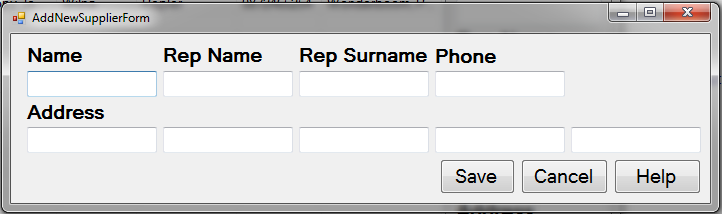 AddNewSupplierForm
Name Rep Name Rep Surname Phone
Address
Save Cancel Help